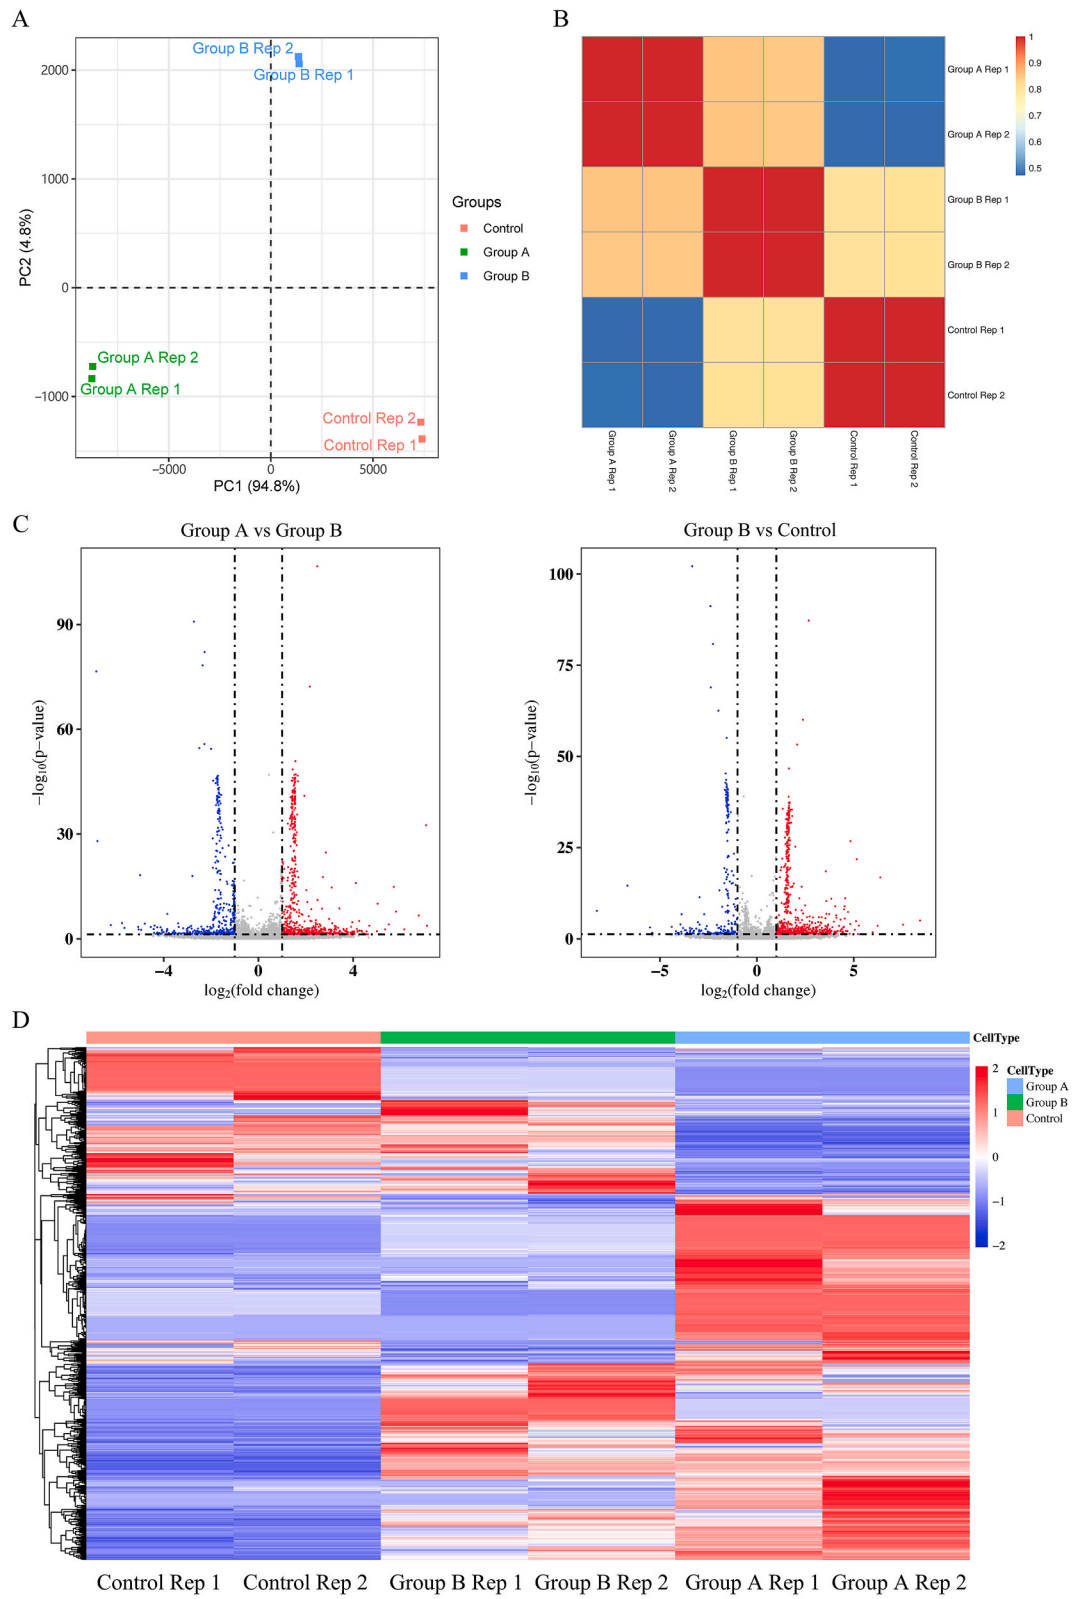 A
Group B Rep 2
Group B Rep 1
Group A Rep 2
Group A Rep 1
Control Rep 2
Control Rep 1
2000
1000
0
−1000
−5000
0
5000
PC2 (4.8%)
PC1 (94.8%)
Groups
Control
Group A
Group B
B
Group A Rep 1
Group A Rep 2
Group B Rep 1
Group B Rep 2
Control Rep 1
Control Rep 2
Group A Rep 1
Group A Rep 2
Group B Rep 1
Group B Rep 2
Control Rep 1
Control Rep 2
1
0.9
0.8
0.7
0.6
0.5
C
Group A vs Group B
90
60
30
0
−4
0
4
−log10(p−value)
log2(fold change)
Group B vs Control
100
75
50
25
0
−5
0
5
−log10(p−value)
log2(fold change)
D
CellType
2
1
0
−1
−2
CellType
Group A
Group B
Control
Control Rep 1
Control Rep 2
Group B Rep 1
Group B Rep 2
Group A Rep 1
Group A Rep 2